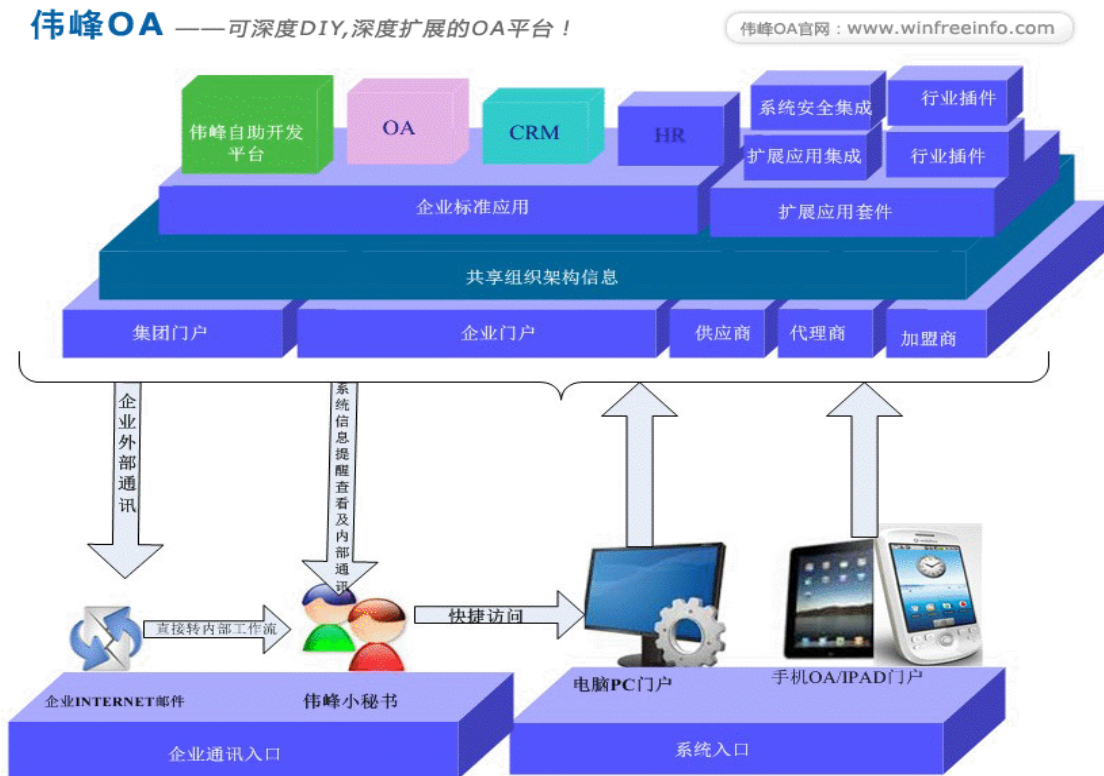 伟峰OA ——可深度DIY,深度扩展的OA平台！
伟峰OA官网：www.winfreeinfo.com
伟峰自助开发
平台
OA
CRM
HR
系统安全集成
行业插件
扩展应用集成
行业插件
企业标准应用
扩展应用套件
共享组织架构信息
集团门户
企业门户
供应商
代理商
加盟商
企业外部通讯
系统信息提醒查看及内部通讯
直接转内部工作流
快捷访问
企业INTERNET邮件
伟峰小秘书
电脑PC门户
手机OA/IPAD门户
企业通讯入口
系统入口